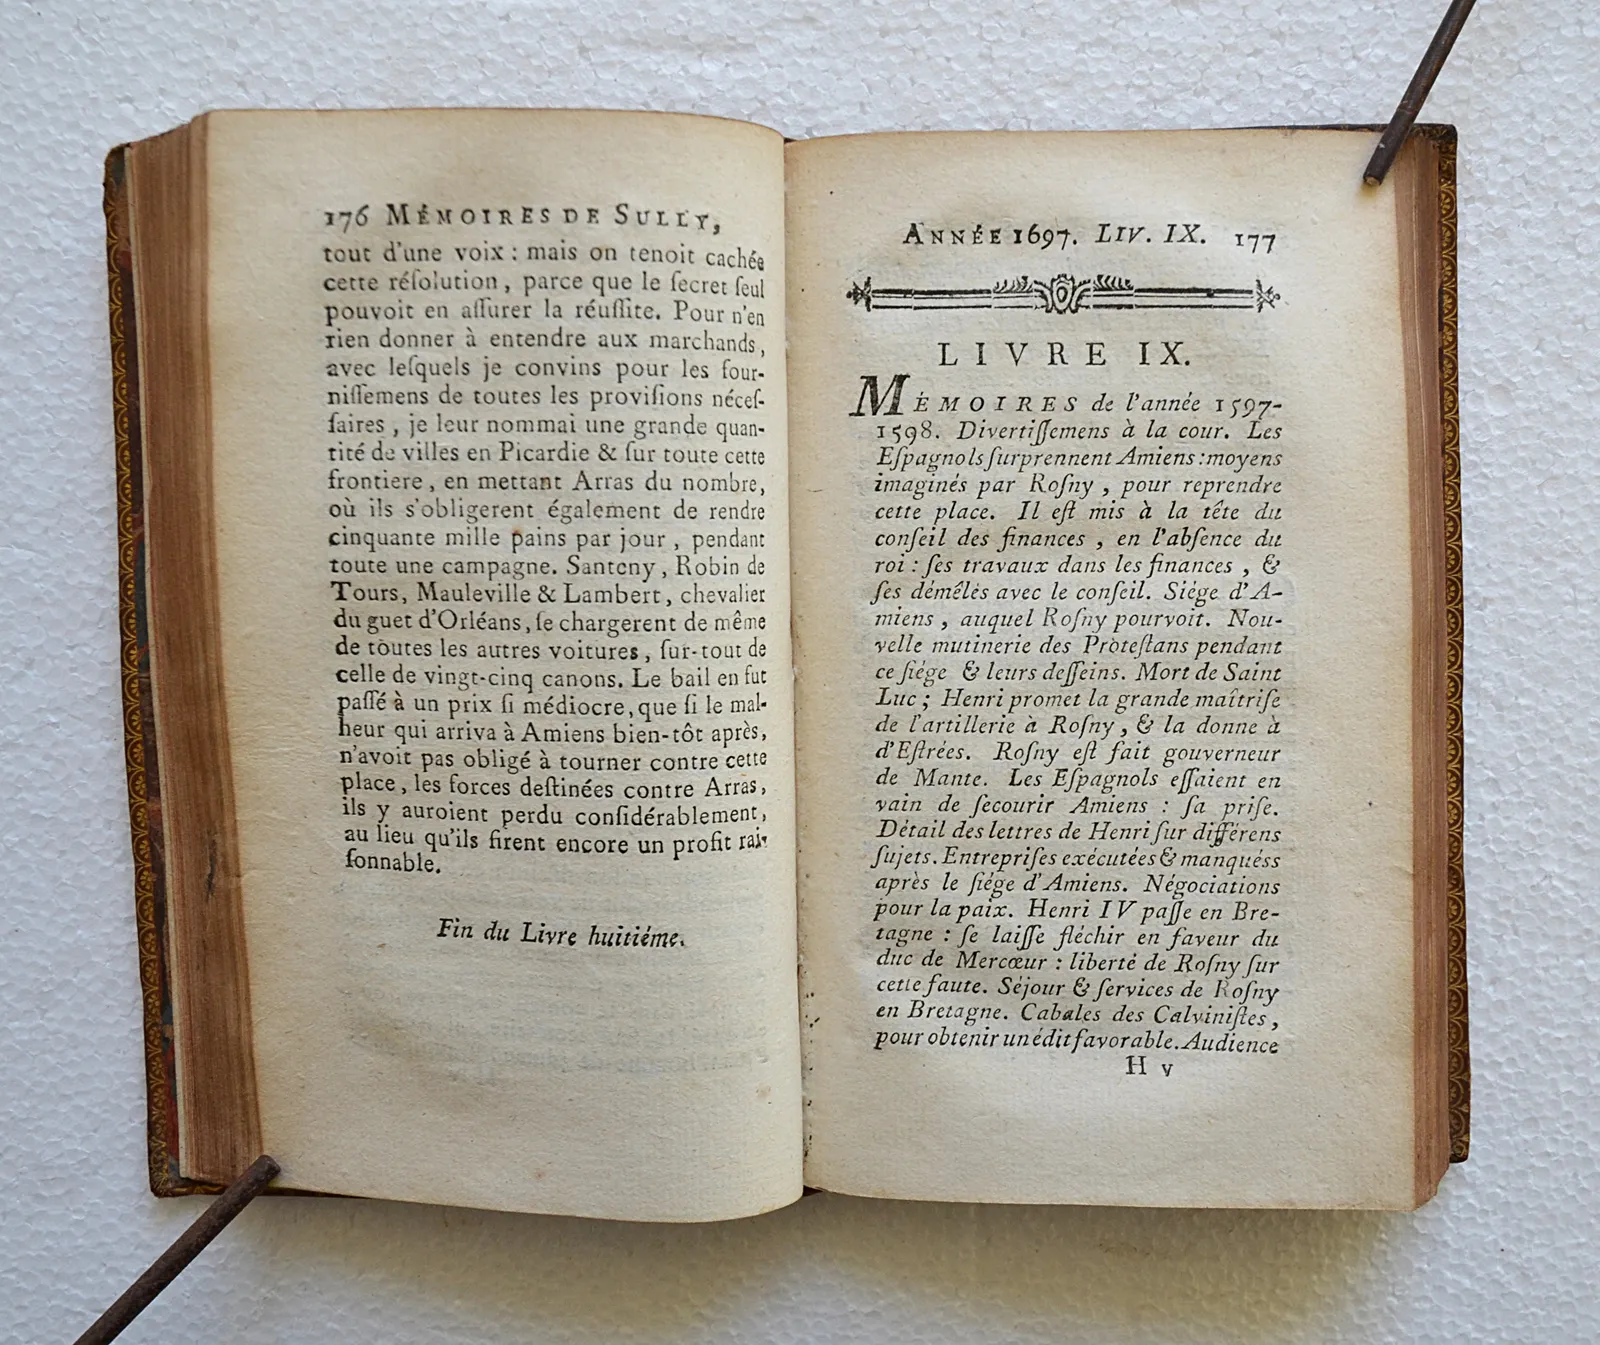 176 MÉMOIRES DE SULLY,
tout d'une voix : mais on tenoit cachée
cette réſolution, parce que le ſecret ſeul
pouvoit en aſſurer la réuſſite. Pour n'en
rien donner à entendre aux marchands,
avec leſquels je convins pour les four-
niſſemens de toutes les proviſions néceſ-
ſaires, je leur nommai une grande quan-
tité de villes en Picardie & ſur toute cette
frontiere, en mettant Arras du nombre,
où ils s'obligerent également de rendre
cinquante mille pains par jour, pendant
toute une campagne. Santeny, Robin de
Tours, Mauleville & Lambert, chevalier
du guet d'Orléans, ſe chargerent de même
de toutes les autres voitures, ſur-tout de
celle de vingt-cinq canons. Le bail en fut
paſſé à un prix ſi médiocre, que ſi le mal-
heur qui arriva à Amiens bien-tôt après,
n'avoit pas obligé à tourner contre cette
place, les forces deſtinées contre Arras,
ils y auroient perdu conſidérablement,
au lieu qu'ils firent encore un profit rai-
ſonnable.
Fin du Livre huitiéme.
ANNÉE 1697. LIV. IX. 177
LIVRE IX.
MÉMOIRES de l'année 1597-
1598. Divertiſſemens à la cour. Les
Eſpagnols ſurprennent Amiens : moyens
imaginés par Roſny, pour reprendre
cette place. Il eſt mis à la tête du
conſeil des finances, en l'abſence du
roi : ſes travaux dans les finances, &
ſes démêlés avec le conſeil. Siége d'A-
miens, auquel Roſny pourvoit. Nou-
velle mutinerie des Proteſtans pendant
ce ſiége & leurs deſſeins. Mort de Saint
Luc ; Henri promet la grande maîtriſe
de l'artillerie à Roſny, & la donne à
d'Eſtrées. Roſny eſt fait gouverneur
de Mante. Les Eſpagnols eſſaient en
vain de ſecourir Amiens : ſa priſe.
Détail des lettres de Henri ſur différens
ſujets. Entrepriſes exécutées & manquéss
après le ſiége d'Amiens. Négociations
pour la paix. Henri IV paſſe en Bre-
tagne : ſe laiſſe fléchir en faveur du
duc de Mercœur : liberté de Roſny ſur
cette faute. Séjour & ſervices de Roſny
en Bretagne. Cabales des Calviniſtes,
pour obtenir un édit favorable. Audience
H v